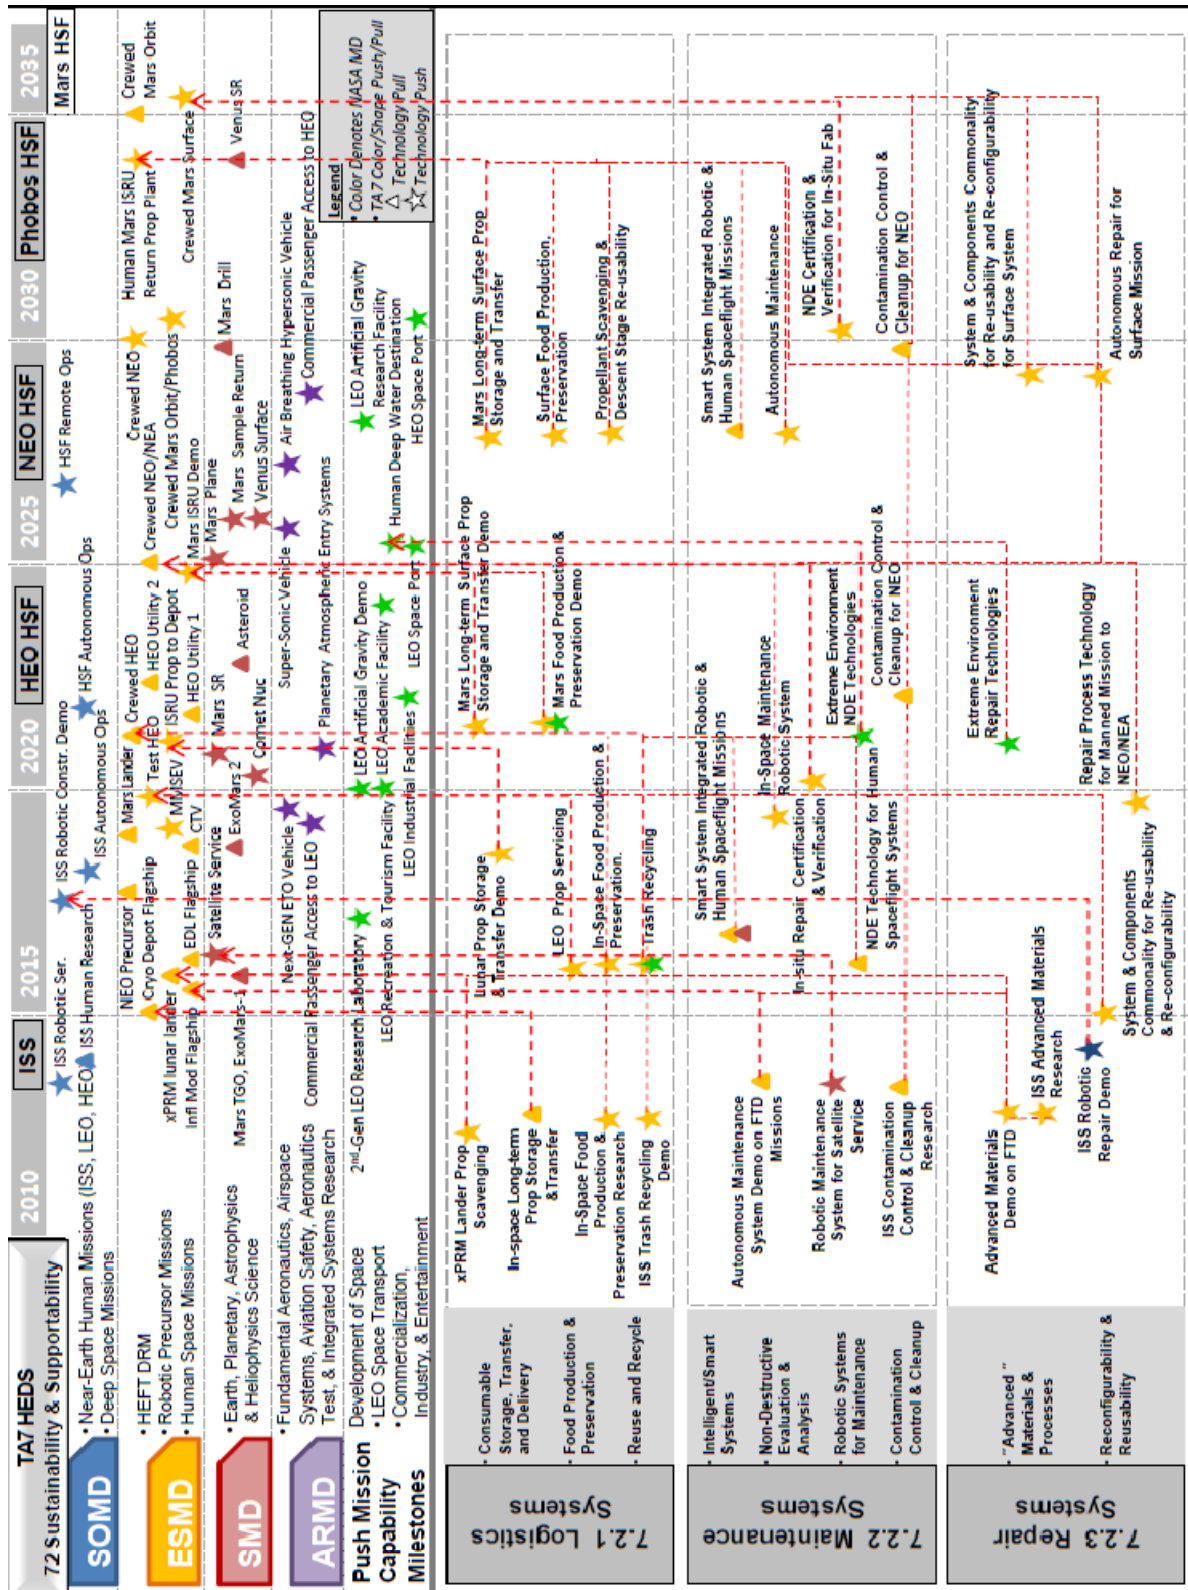 TA7 HEDS
72 Sustainability & Supportability
2010
2015
2020
2025
2030
2035
ISS
HEO HSF
NEO HSF
Phobos HSF
Mars HSF
SOMD
• Near-Earth Human Missions (ISS, LEO, HEO)
• Deep Space Missions
ISS Robotic Ser.
ISS Human Research
ISS Robotic Constr. Demo
ISS Autonomous Ops
HSF Autonomous Ops
HSF Remote Ops
ESMD
• HEFT DRM
• Robotic Precursor Missions
• Human Space Missions
NEO Precursor
Cryo Depot Flagship
xPRM lunar lander
Infl Mod Flagship
EDL Flagship
Mars Lander
Test HEO
MMSEV
CTV
Crewed HEO
HEO Utility 2
ISRU Prop to Depot
HEO Utility 1
Crewed NEO/NEA
Crewed Mars Orbit/Phobos
Mars ISRU Demo
Crewed NEO
Human Mars ISRU
Return Prop Plant
Crewed Mars Surface
Crewed
Mars Orbit
SMD
• Earth, Planetary, Astrophysics
& Heliophysics Science
Mars TGO, ExoMars-1
Satellite Service
ExoMars 2
Mars SR
Comet Nuc
Asteroid
Mars Plane
Mars Sample Return
Venus Surface
Mars Drill
Venus SR
ARMD
• Fundamental Aeronautics, Airspace
Systems, Aviation Safety, Aeronautics
Test, & Integrated Systems Research
Next-GEN ETO Vehicle
Commercial Passenger Access to LEO
Super-Sonic Vehicle
Planetary Atmospheric Entry Systems
Air Breathing Hypersonic Vehicle
Commercial Passenger Access to HEO
Push Mission
Capability
Milestones
Development of Space
• LEO Space Transport
• Commercialization,
Industry, & Entertainment
2nd-Gen LEO Research Laboratory
LEO Recreation & Tourism Facility
LEO Industrial Facilities
LEO Artificial Gravity Demo
LEO Academic Facility
LEO Space Port
Human Deep Water Destination
LEO Artificial Gravity
Research Facility
HEO Space Port
Legend
• Color Denotes NASA MD
• TA7 Color/Shape Push/Pull
Technology Pull
Technology Push
7.2.1 Logistics
Systems
• Consumable
Storage, Transfer,
and Delivery
• Food Production &
Preservation
• Reuse and Recycle
xPRM Lander Prop
Scavenging
In-space Long-term
Prop Storage
&Transfer
In-Space Food
Production &
Preservation Research
ISS Trash Recycling
Demo
Lunar Prop Storage
& Transfer Demo
LEO Prop Servicing
In-Space Food Production &
Preservation.
Trash Recycling
Mars Long-term Surface Prop
Storage and Transfer Demo
Mars Food Production &
Preservation Demo
Mars Long-term Surface Prop
Storage and Transfer
Surface Food Production,
Preservation
Propellant Scavenging &
Descent Stage Re-usability
7.2.2 Maintenance
Systems
• Intelligent/Smart
Systems
• Non-Destructive
Evaluation &
Analysis
• Robotic Systems
for Maintenance
• Contamination
Control & Cleanup
Autonomous Maintenance
System Demo on FTD
Missions
Robotic Maintenance
System for Satellite
Service
ISS Contamination
Control & Cleanup
Research
Smart System Integrated Robotic &
Human Spaceflight Missions
In-situ Repair Certification
& Verification
NDE Technology for Human
Spaceflight Systems
In-Space Maintenance
Robotic System
Extreme Environment
NDE Technologies
Contamination Control &
Cleanup for NEO
Smart System Integrated Robotic &
Human Spaceflight Missions
Autonomous Maintenance
NDE Certification &
Verification for In-Situ Fab
Contamination Control &
Cleanup for NEO
7.2.3 Repair
Systems
• "Advanced"
Materials &
Processes
• Reconfigurability &
Reusability
Advanced Materials
Demo on FTD
ISS Advanced Materials
Research
ISS Robotic
Repair Demo
System & Components
Commonality for Re-usability
& Re-configurability
Extreme Environment
Repair Technologies
Repair Process Technology
for Manned Mission to
NEO/NEA
System & Components Commonality
for Re-usability and Re-configurability
for Surface System
Autonomous Repair for
Surface Mission